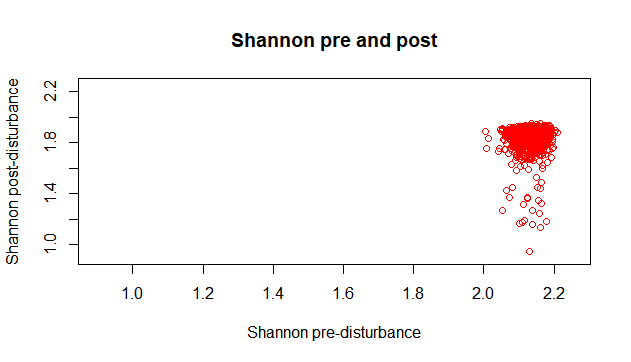 Shannon pre and post
Shannon post-disturbance
2.2
1.8
1.4
1.0
1.0 1.2 1.4 1.6 1.8 2.0 2.2
Shannon pre-disturbance